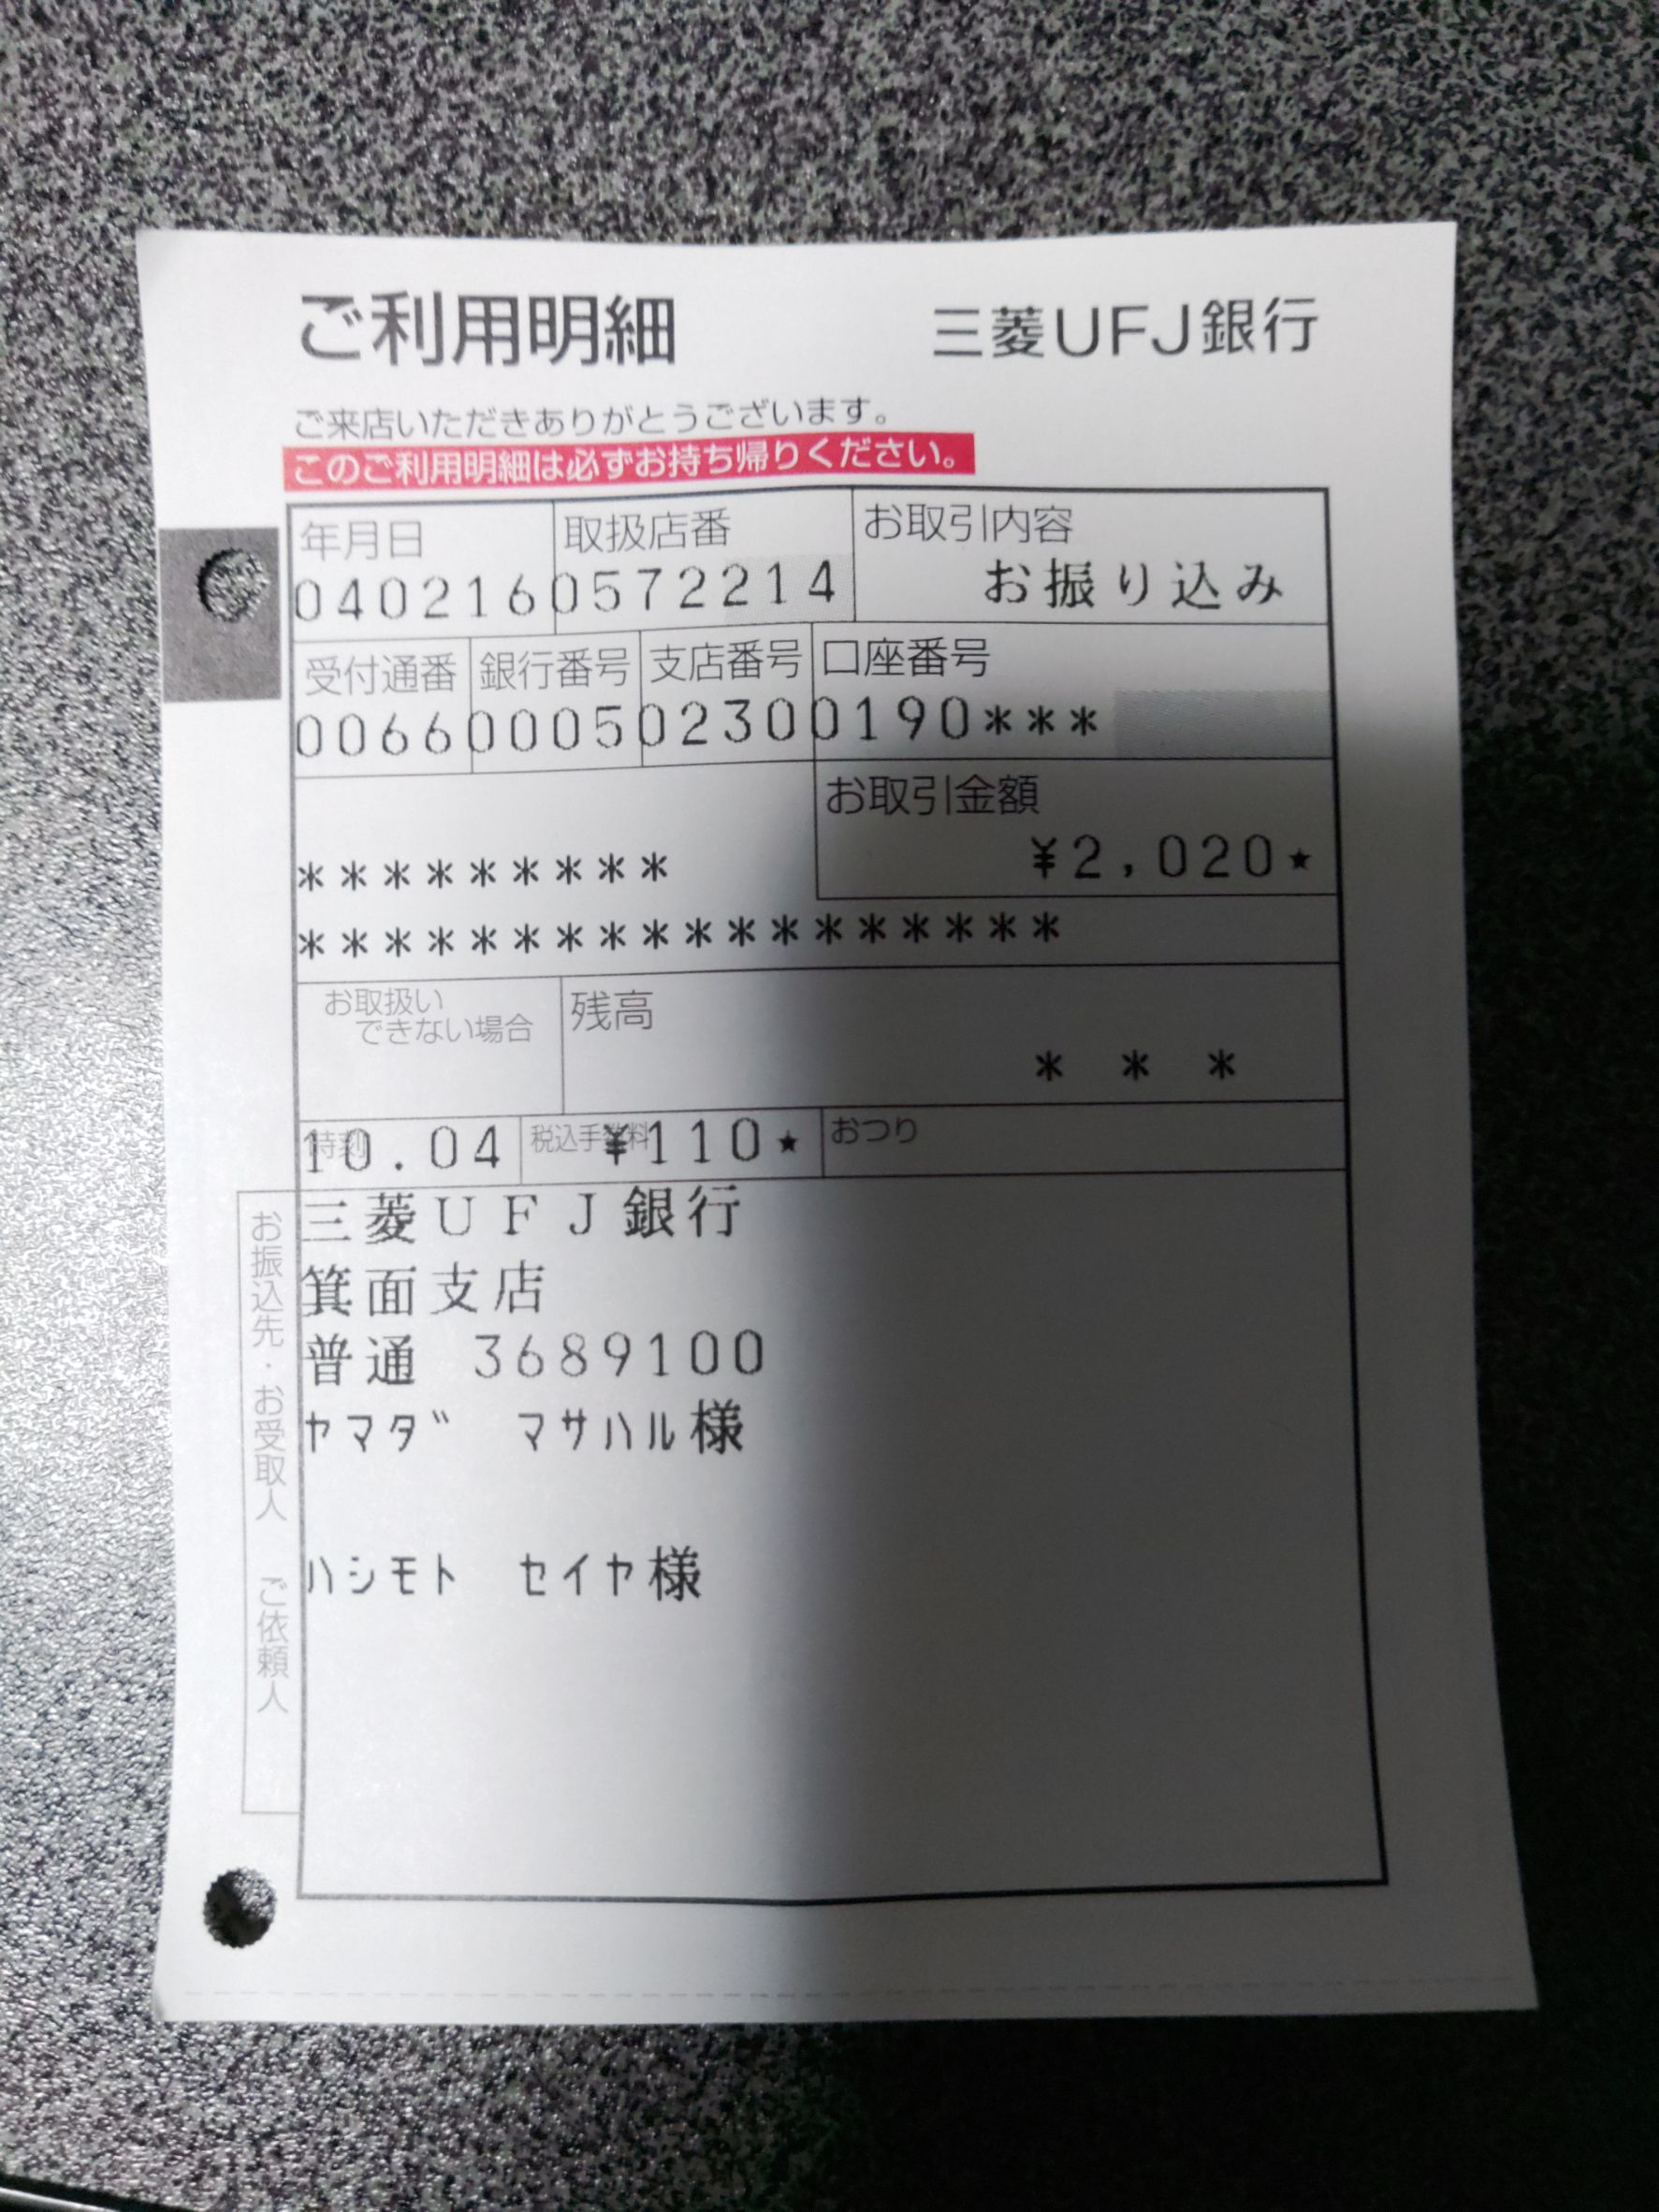 ご利用明細 三菱UFJ銀行
ご来店いただきありがとうございます。
このご利用明細は必ずお持ち帰りください。
年月日 取扱店番 お取引内容
040216 0572214 お振り込み
受付通番 銀行番号 支店番号 口座番号
0066 0005 0230 0190***
お取引金額
********* ¥2,020★
******************
お取扱い
できない場合
残高
* * *
時刻 税込手数料 おつり
10.04 ¥110★
お振込先・お受取人 ご依頼人
三菱UFJ銀行
箕面支店
普通 3689100
ヤマダ マサハル様
ハシモト セイヤ様